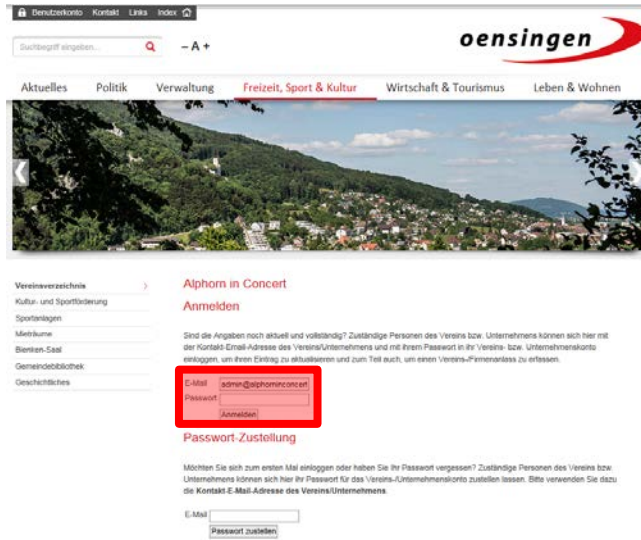 Benutzerkonto Kontakt Links Index
Suchbegriff eingeben...
– A +
oensingen
Aktuelles Politik Verwaltung Freizeit, Sport & Kultur Wirtschaft & Tourismus Leben & Wohnen
Vereinsverzeichnis
Kultur- und Sportförderung
Sportanlagen
Mieträume
Bienken-Saal
Gemeindebibliothek
Geschichtliches
Alphorn in Concert
Anmelden
Sind die Angaben noch aktuell und vollständig? Zuständige Personen des Vereins bzw. Unternehmens können sich hier mit
der Kontakt-Email-Adresse des Vereins/Unternehmens und mit ihrem Passwort in ihr Vereins- bzw. Unternehmenskonto
einloggen, um ihren Eintrag zu aktualisieren und zum Teil auch, um einen Vereins-/Firmenanlass zu erfassen.
E-Mail admin@alphorninconcert
Passwort
Anmelden
Passwort-Zustellung
Möchten Sie sich zum ersten Mal einloggen oder haben Sie Ihr Passwort vergessen? Zuständige Personen des Vereins bzw.
Unternehmens können sich hier ihr Passwort für das Vereins-/Unternehmenskonto zustellen lassen. Bitte verwenden Sie dazu
die Kontakt-E-Mail-Adresse des Vereins/Unternehmens.
E-Mail
Passwort zustellen